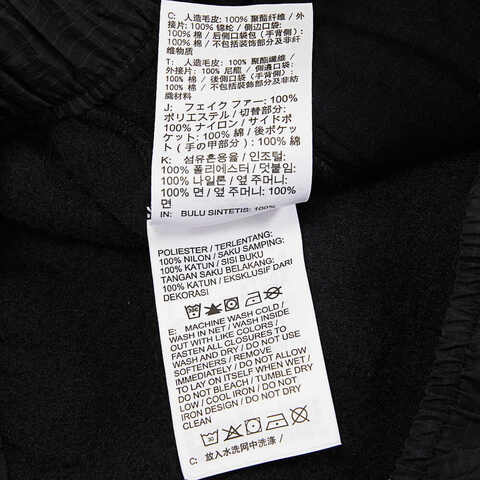 C: 人造毛皮: 100% 聚酯纤维 / 外
接片: 100% 锦纶 / 侧边口袋:
100% 棉 / 后侧口袋包 (手背侧):
100% 棉 / 不包括装饰部分及非纤
维物质
T: 人造毛皮: 100% 聚酯纖維 /
外接片: 100% 尼龍 / 側邊口袋:
100% 棉 / 後側口袋 (手背側):
100% 棉 / 不包括裝飾部分及非紡
織材料
J: フェイク ファー: 100%
ポリエステル / 切替部分:
100% ナイロン / サイドポ
ケット: 100% 綿 / 後ポケッ
ト (手の甲部分): 100% 綿
K: 섬유혼용율 / 인조털:
100% 폴리에스터 / 덧붙임:
100% 나일론 / 옆 주머니:
100% 면 / 옆 주머니: 100%
면
IN: BULU SINTETIS: 100%
POLIESTER / TERLENTANG:
100% NILON / SAKU SAMPING:
100% KATUN / SISI BUKU
TANGAN SAKU BELAKANG:
100% KATUN / EKSKLUSIF DARI
DEKORASI
E: MACHINE WASH COLD /
WASH IN NET / WASH INSIDE
OUT WITH LIKE COLORS /
FASTEN ALL CLOSURES TO
WASH AND DRY / DO NOT USE
SOFTENERS / REMOVE
IMMEDIATELY / DO NOT ALLOW
TO LAY ON ITSELF WHEN WET /
DO NOT BLEACH / TUMBLE DRY
LOW / COOL IRON / DO NOT
IRON DESIGN / DO NOT DRY
CLEAN
30
C: 放入水洗网中洗涤 /